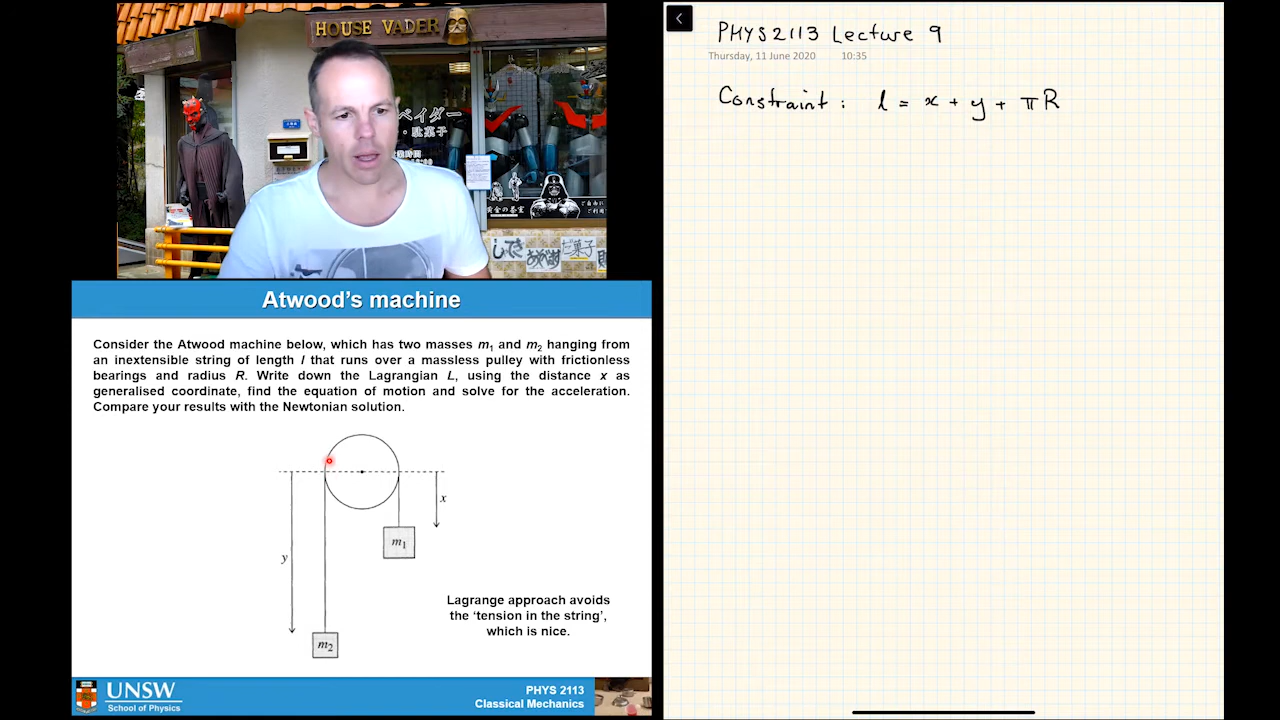 HOUSE VADER
ベイダー
・駄菓子
Atwood's machine
Consider the Atwood machine below, which has two masses m₁ and m₂ hanging from
an inextensible string of length l that runs over a massless pulley with frictionless
bearings and radius R. Write down the Lagrangian L, using the distance x as
generalised coordinate, find the equation of motion and solve for the acceleration.
Compare your results with the Newtonian solution.
x
m₁
y
m₂
Lagrange approach avoids
the 'tension in the string',
which is nice.
UNSW
School of Physics
PHYS 2113
Classical Mechanics
PHYS 2113 Lecture 9
Thursday, 11 June 2020 10:35
Constraint : l = x + y + πR